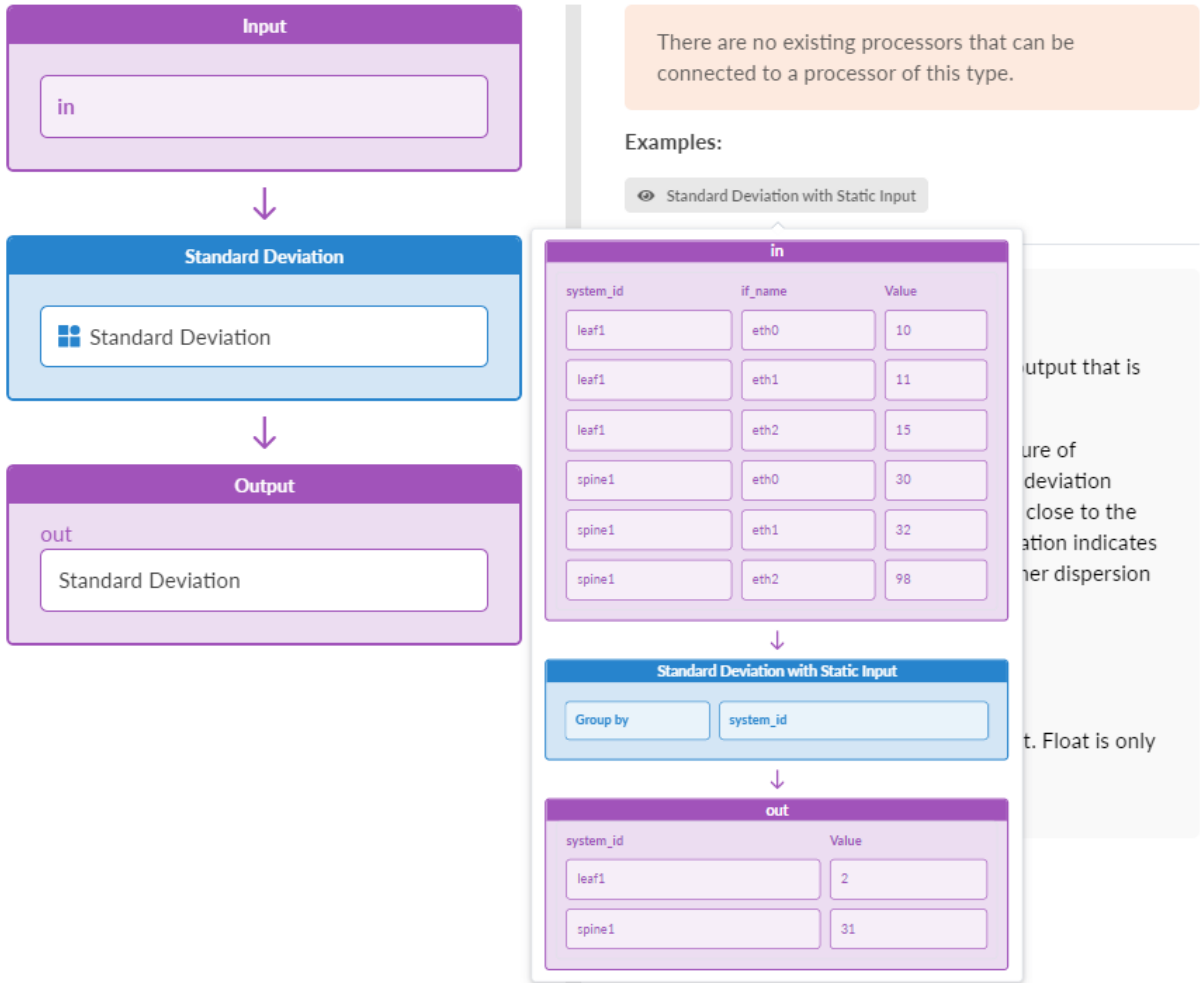 Input
in
Standard Deviation
Standard Deviation
Output
out
Standard Deviation
There are no existing processors that can be
connected to a processor of this type.
Examples:
Standard Deviation with Static Input
in
system_id if_name Value
leaf1 eth0 10
leaf1 eth1 11
leaf1 eth2 15
spine1 eth0 30
spine1 eth1 32
spine1 eth2 98
Standard Deviation with Static Input
Group by system_id
out
system_id Value
leaf1 2
spine1 31
that is
of
deviation
close to the
indicates
dispersion
Float is only